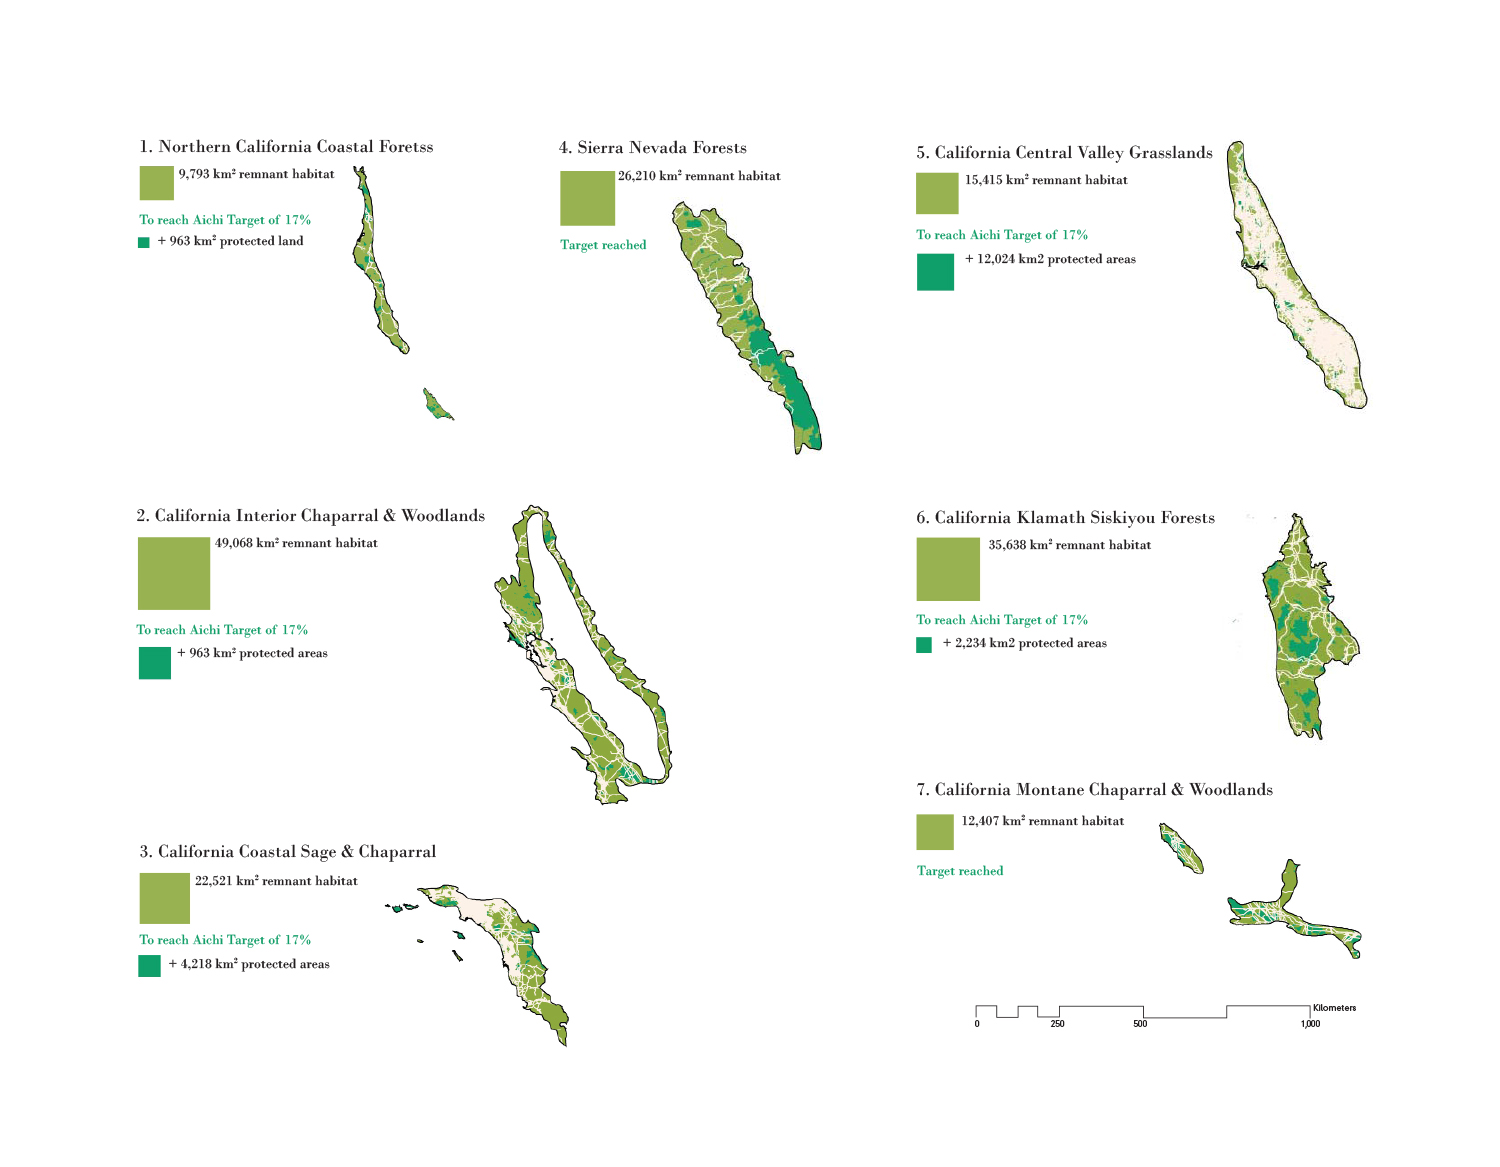 1. Northern California Coastal Foretss
9,793 km² remnant habitat
To reach Aichi Target of 17%
+ 963 km² protected land
4. Sierra Nevada Forests
26,210 km² remnant habitat
Target reached
5. California Central Valley Grasslands
15,415 km² remnant habitat
To reach Aichi Target of 17%
+ 12,024 km2 protected areas
2. California Interior Chaparral & Woodlands
49,068 km² remnant habitat
To reach Aichi Target of 17%
+ 963 km² protected areas
6. California Klamath Siskiyou Forests
35,638 km² remnant habitat
To reach Aichi Target of 17%
+ 2,234 km2 protected areas
3. California Coastal Sage & Chaparral
22,521 km² remnant habitat
To reach Aichi Target of 17%
+ 4,218 km² protected areas
7. California Montane Chaparral & Woodlands
12,407 km² remnant habitat
Target reached
Kilometers
0 250 500 1,000